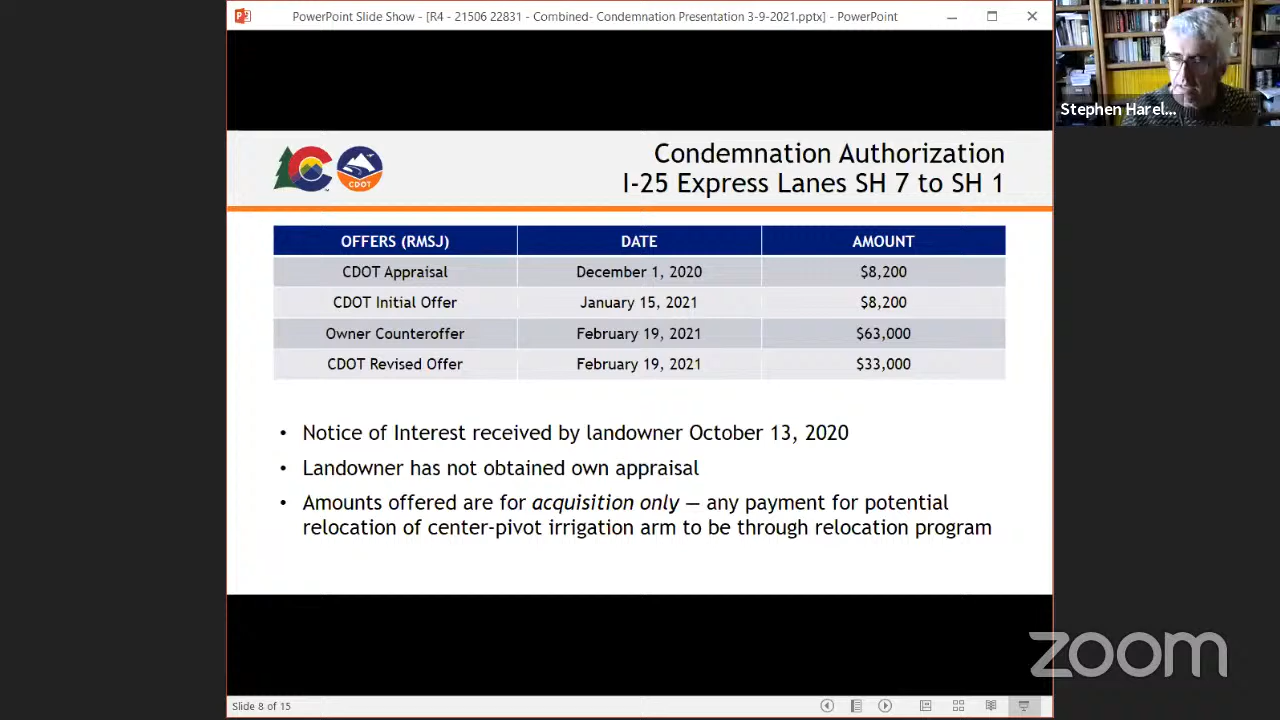 PowerPoint Slide Show - [R4 - 21506 22831 - Combined- Condemnation Presentation 3-9-2021.pptx] - PowerPoint
Stephen Harel...
CDOT
Condemnation Authorization
I-25 Express Lanes SH 7 to SH 1
OFFERS (RMSJ) DATE AMOUNT
CDOT Appraisal December 1, 2020 $8,200
CDOT Initial Offer January 15, 2021 $8,200
Owner Counteroffer February 19, 2021 $63,000
CDOT Revised Offer February 19, 2021 $33,000
• Notice of Interest received by landowner October 13, 2020
• Landowner has not obtained own appraisal
• Amounts offered are for acquisition only — any payment for potential
relocation of center-pivot irrigation arm to be through relocation program
zoom
Slide 8 of 15